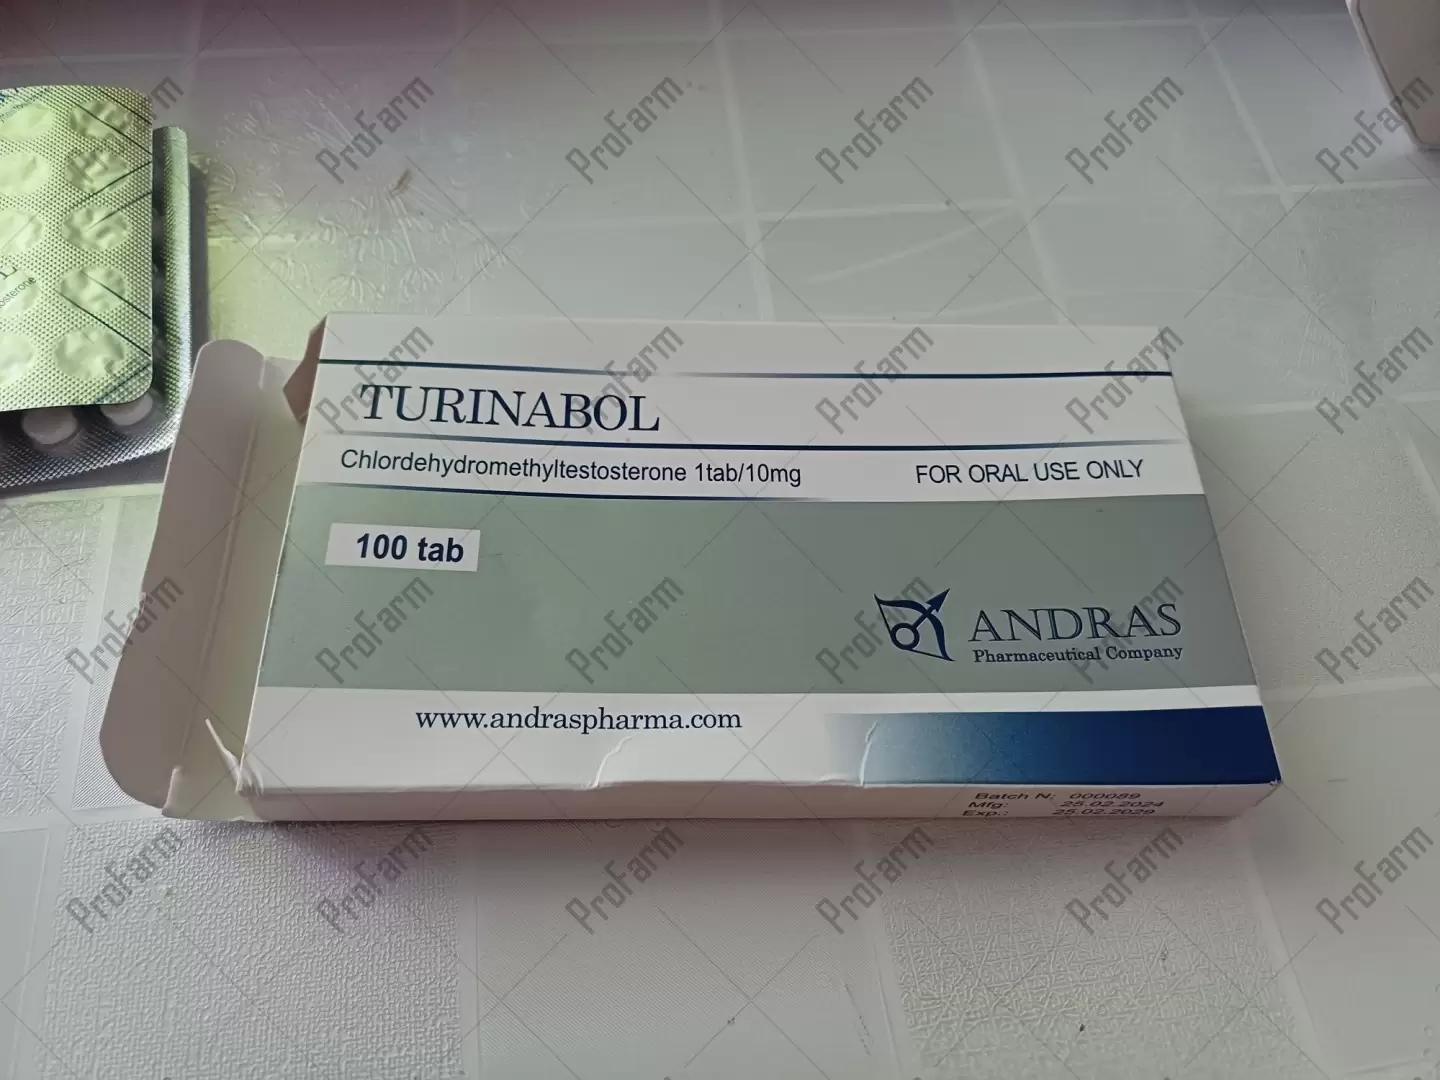 TURINABOL
Chlordehydromethyltestosterone 1tab/10mg
FOR ORAL USE ONLY
100 tab
ANDRAS
Pharmaceutical Company
www.andraspharma.com
Batch N: 000089
Mfg: 25.02.2024
Exp.: 25.02.2029
ProFarm